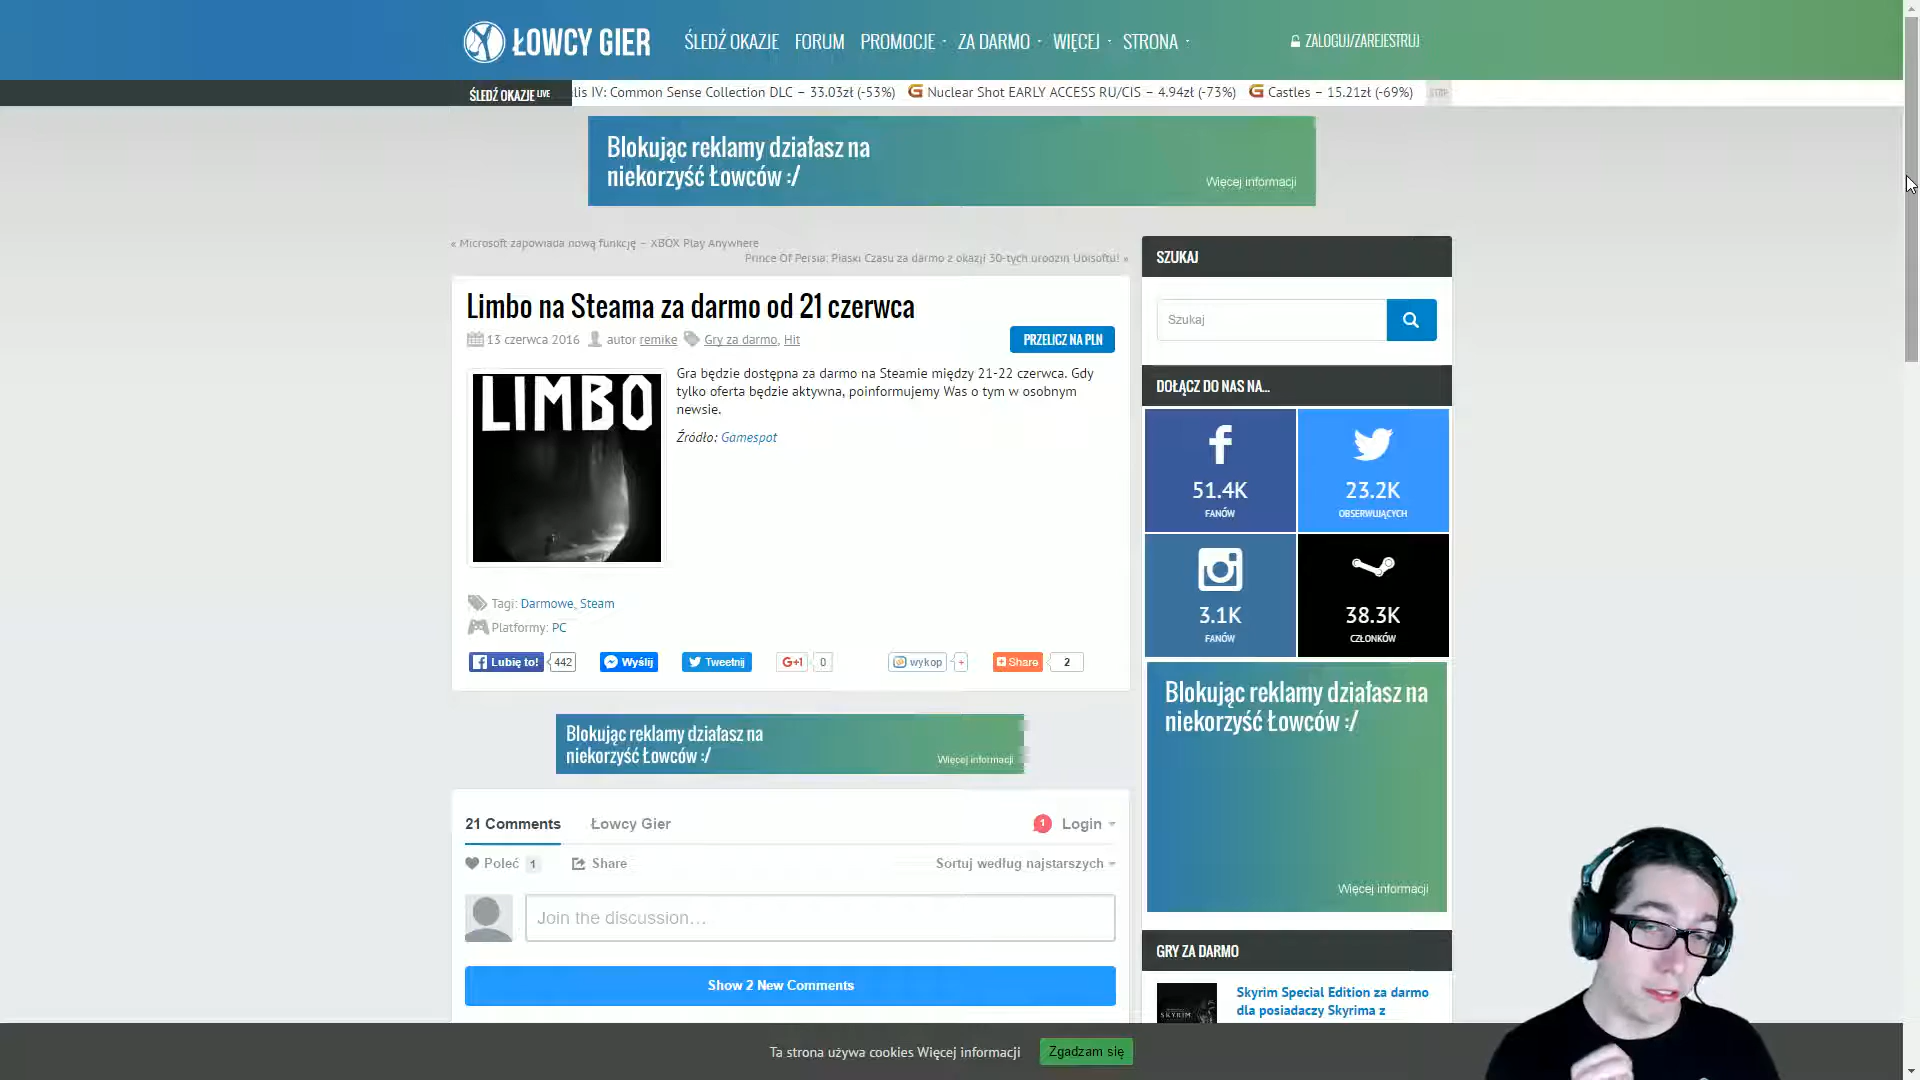 ŁOWCY GIER
ŚLEDŹ OKAZJE FORUM PROMOCJE ZA DARMO WIĘCEJ STRONA
ZALOGUJ/ZAREJESTRUJ
ŚLEDŹ OKAZJE LIVE
lis IV: Common Sense Collection DLC – 33.03zł (-53%) Nuclear Shot EARLY ACCESS RU/CIS – 4.94zł (-73%) Castles – 15.21zł (-69%) STOP
Blokując reklamy działasz na
niekorzyść Łowców :/
Więcej informacji
« Microsoft zapowiada nową funkcję – XBOX Play Anywhere
Prince Of Persia: Piaski Czasu za darmo z okazji 30-tych urodzin Ubisoftu! »
Limbo na Steama za darmo od 21 czerwca
13 czerwca 2016 autor remike Gry za darmo, Hit
PRZELICZ NA PLN
LIMBO
Gra będzie dostępna za darmo na Steamie między 21-22 czerwca. Gdy
tylko oferta będzie aktywna, poinformujemy Was o tym w osobnym
newsie.
Źródło: Gamespot
Tagi: Darmowe, Steam
Platformy: PC
Lubię to! 442 Wyślij Tweetnij G+1 0 wykop + Share 2
Blokując reklamy działasz na
niekorzyść Łowców :/
Więcej informacji
21 Comments Łowcy Gier 1 Login
Poleć 1 Share Sortuj według najstarszych
Join the discussion…
Show 2 New Comments
SZUKAJ
Szukaj
DOŁĄCZ DO NAS NA...
51.4K
FANÓW
23.2K
OBSERWUJĄCYCH
3.1K
FANÓW
38.3K
CZŁONKÓW
Blokując reklamy działasz na
niekorzyść Łowców :/
Więcej informacji
GRY ZA DARMO
SKYRIM
Skyrim Special Edition za darmo
dla posiadaczy Skyrima z
Ta strona używa cookies Więcej informacji Zgadzam się